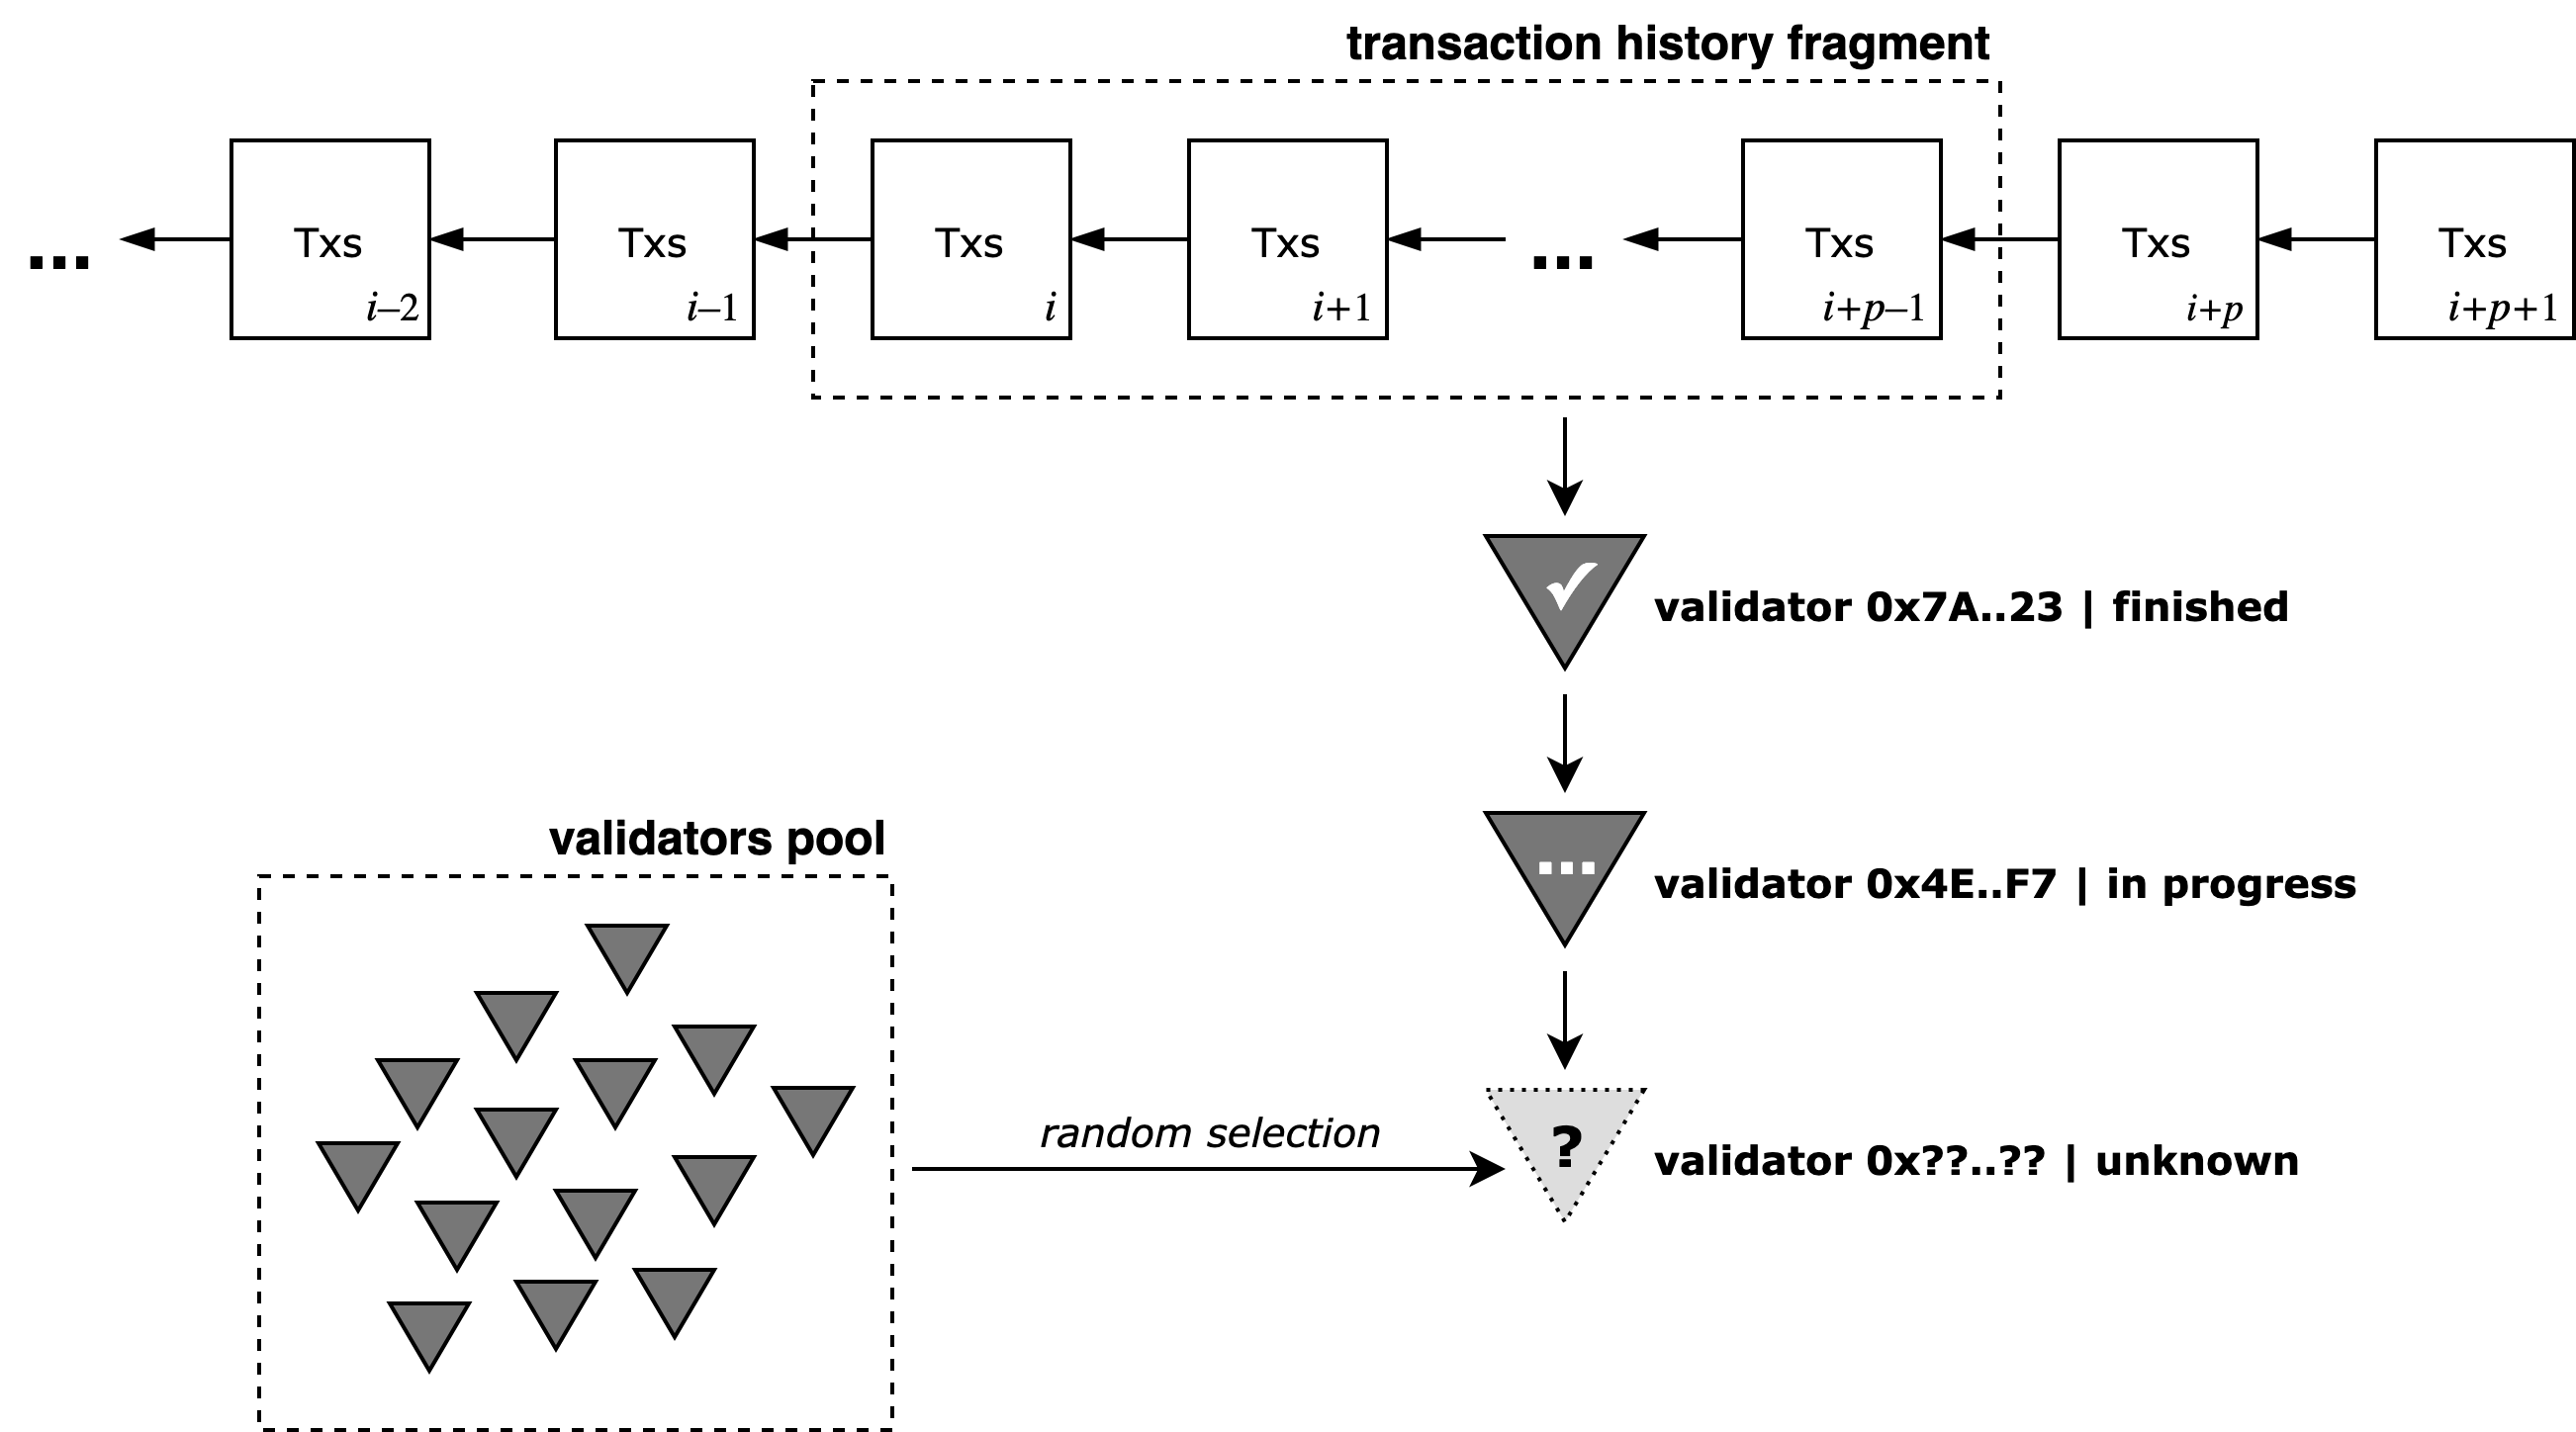 transaction history fragment
... Txs Txs Txs Txs ... Txs Txs Txs
i–2 i–1 i i+1 i+p–1 i+p i+p+1
✓ validator 0x7A..23 | finished
validators pool
... validator 0x4E..F7 | in progress
random selection
? validator 0x??..?? | unknown